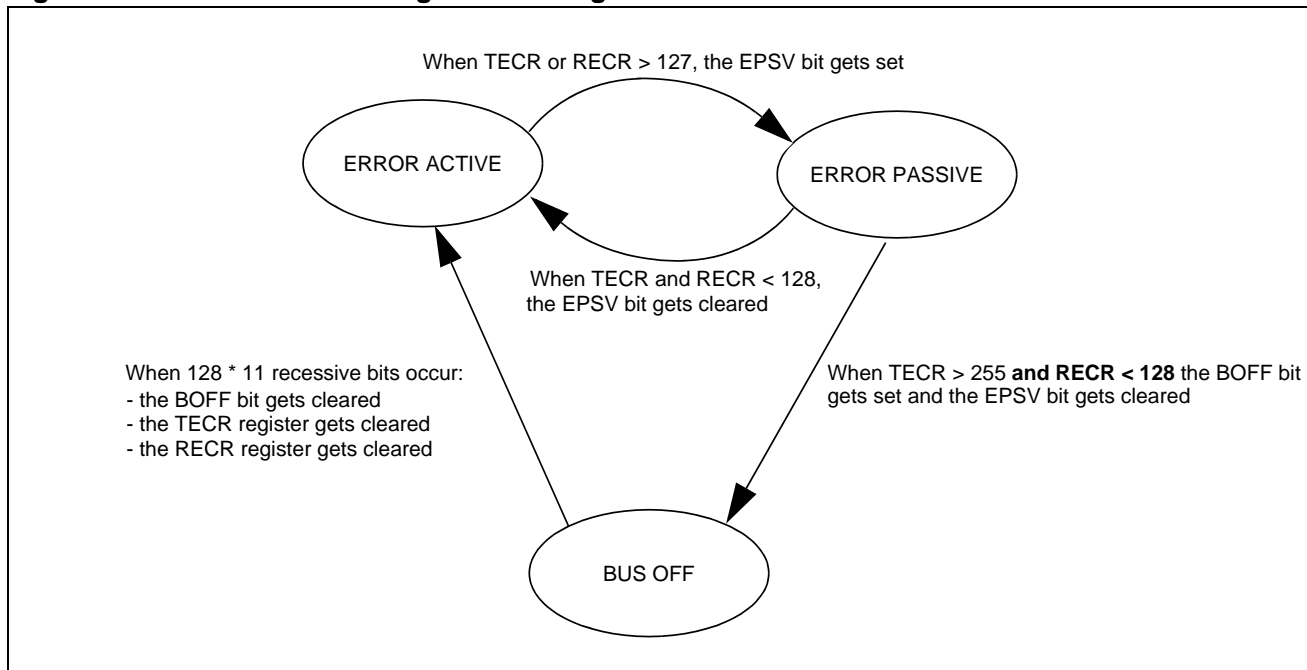 When TECR or RECR > 127, the EPSV bit gets set
ERROR ACTIVE
ERROR PASSIVE
When TECR and RECR < 128,
the EPSV bit gets cleared
When 128 * 11 recessive bits occur:
- the BOFF bit gets cleared
- the TECR register gets cleared
- the RECR register gets cleared
When TECR > 255 and RECR < 128 the BOFF bit
gets set and the EPSV bit gets cleared
BUS OFF